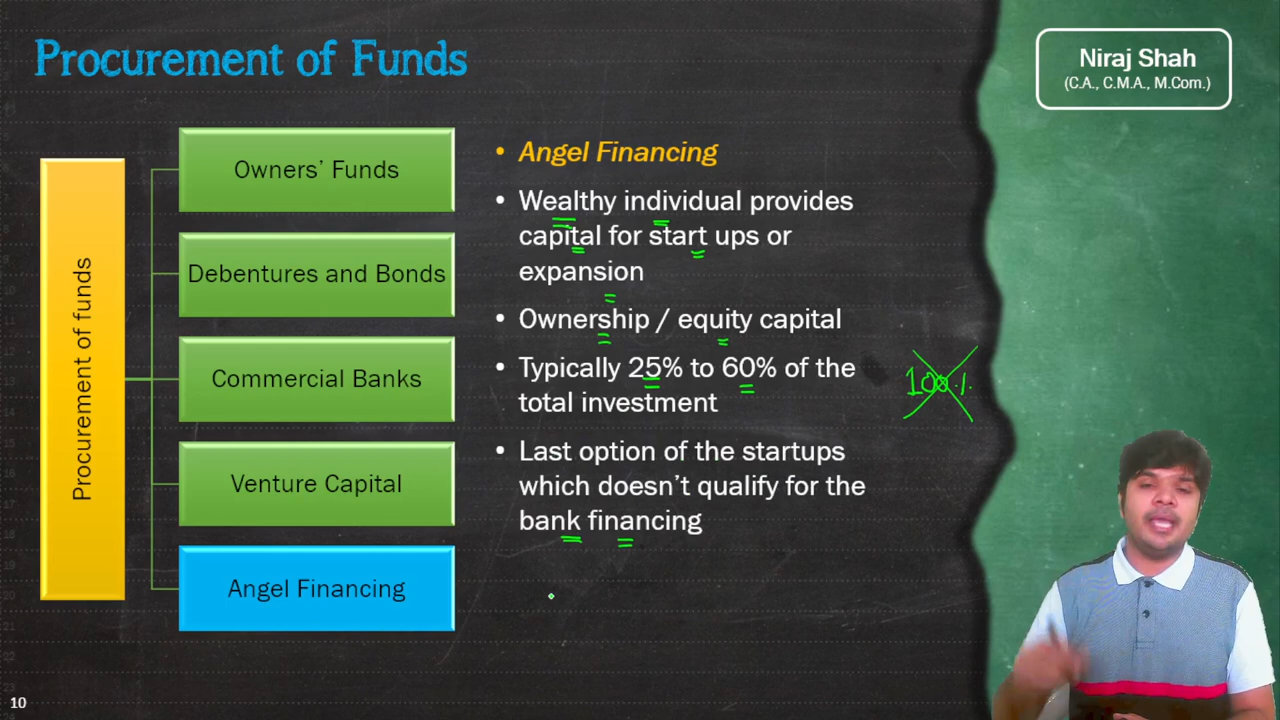 Procurement of Funds
Niraj Shah
(C.A., C.M.A., M.Com.)
Procurement of funds
Owners’ Funds
Debentures and Bonds
Commercial Banks
Venture Capital
Angel Financing
• Angel Financing
• Wealthy individual provides
capital for start ups or
expansion
• Ownership / equity capital
• Typically 25% to 60% of the
total investment
100%
• Last option of the startups
which doesn’t qualify for the
bank financing
10